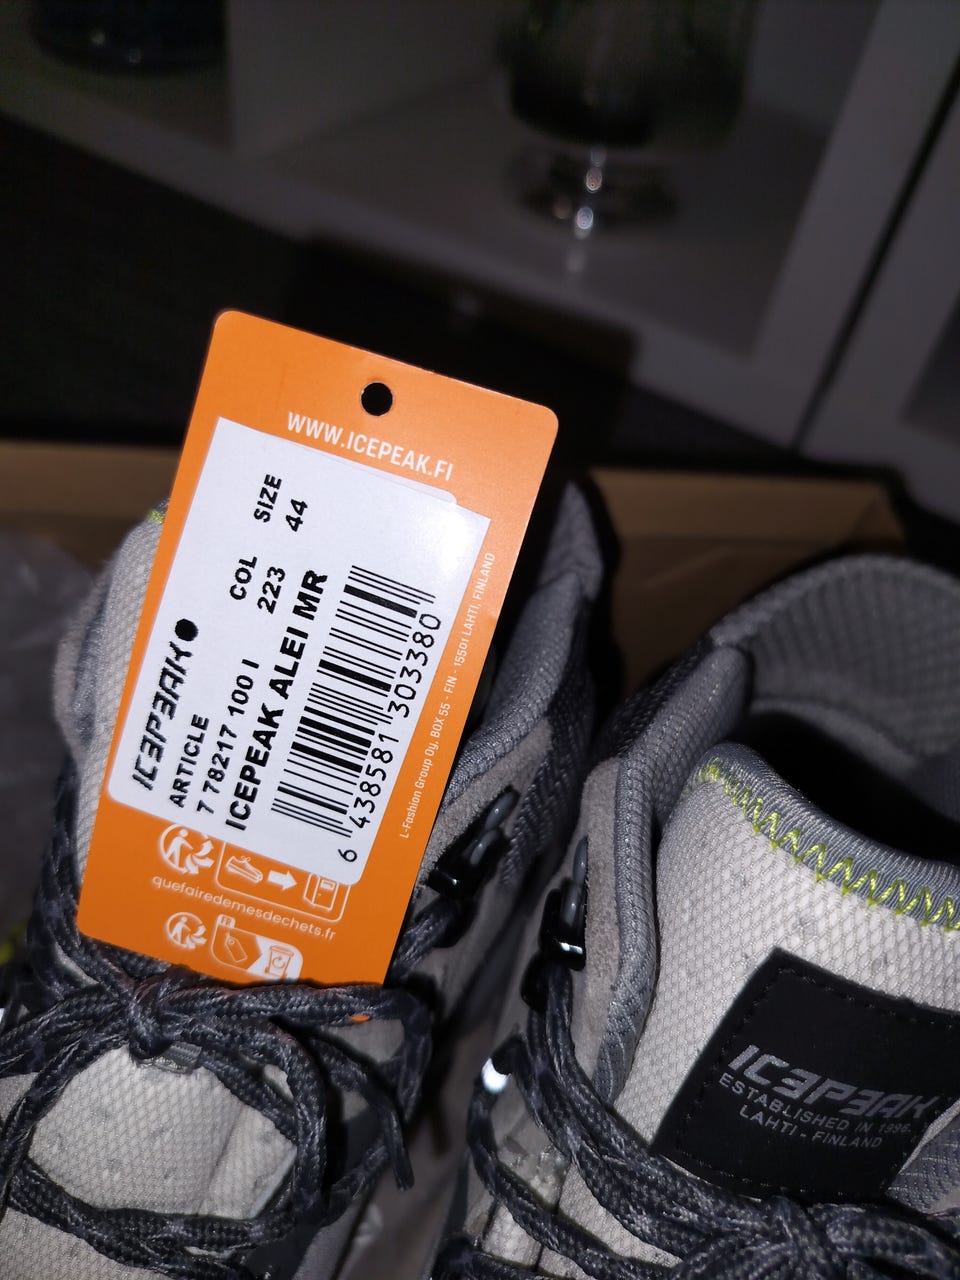 WWW.ICEPEAK.FI
ICEPEAK
ARTICLE COL SIZE
7 78217 100 I 223 44
ICEPEAK ALEI MR
6 438581 303380
L-Fashion Group Oy, BOX 55 - FIN - 15501 LAHTI, FINLAND
quefairedemesdechets.fr
FR
ICEPEAK
ESTABLISHED IN 1996.
LAHTI - FINLAND